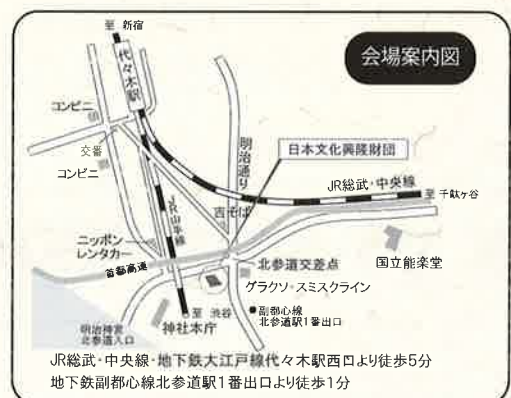 会場案内図
至 新宿
代々木駅
コンビニ
交番
コンビニ
明治通り
日本文化興隆財団
JR総武・中央線
至 千駄ヶ谷
吉そば
JR山手線
ニッポン
レンタカー
首都高速
北参道交差点
国立能楽堂
グラクソ・スミスクライン
至 渋谷
副都心線
北参道駅1番出口
明治神宮
北参道入口
神社本庁
JR総武・中央線・地下鉄大江戸線代々木駅西口より徒歩5分
地下鉄副都心線北参道駅1番出口より徒歩1分